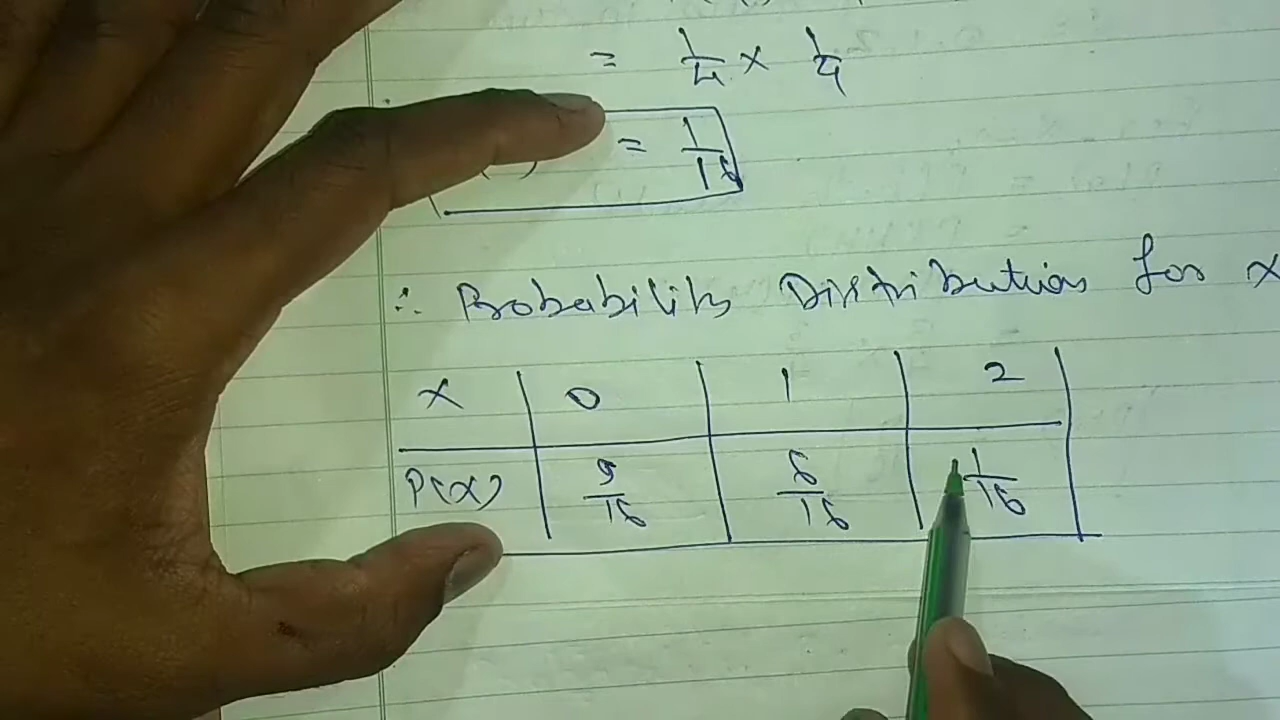 = 1/4 × 1/4
( ) = 1/16
∴ Probability Distribution for x
x 0 1 2
P(x) 9/16 6/16 1/16